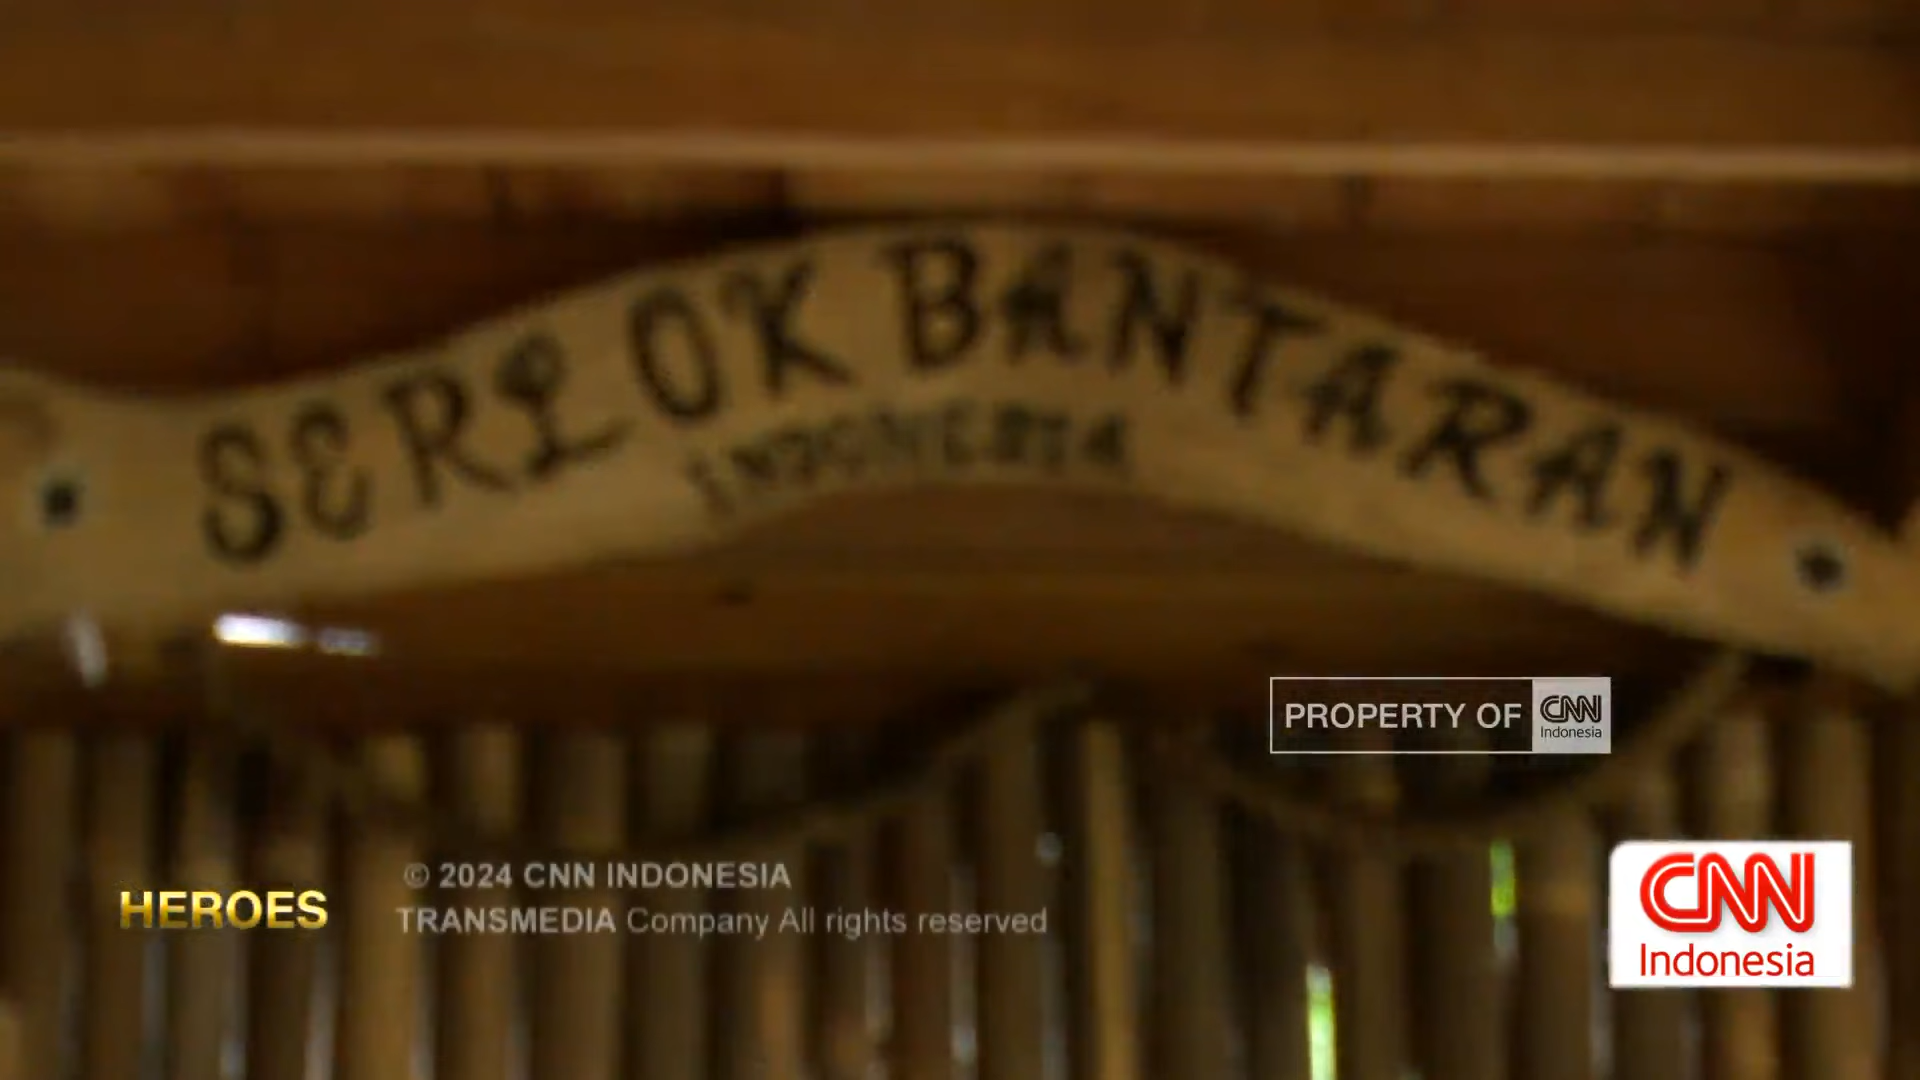 SERLOK BANTARAN
INDONESIA
PROPERTY OF CNN Indonesia
© 2024 CNN INDONESIA
HEROES
TRANSMEDIA Company All rights reserved
CNN
Indonesia